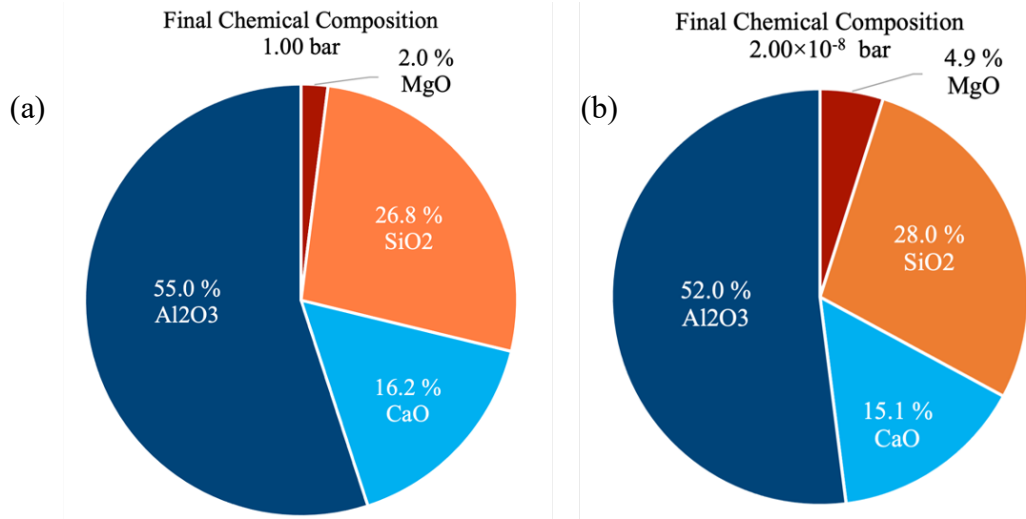 (a)
Final Chemical Composition
1.00 bar
2.0 %
MgO
26.8 %
SiO2
16.2 %
CaO
55.0 %
Al2O3
(b)
Final Chemical Composition
2.00×10⁻⁸ bar
4.9 %
MgO
28.0 %
SiO2
15.1 %
CaO
52.0 %
Al2O3